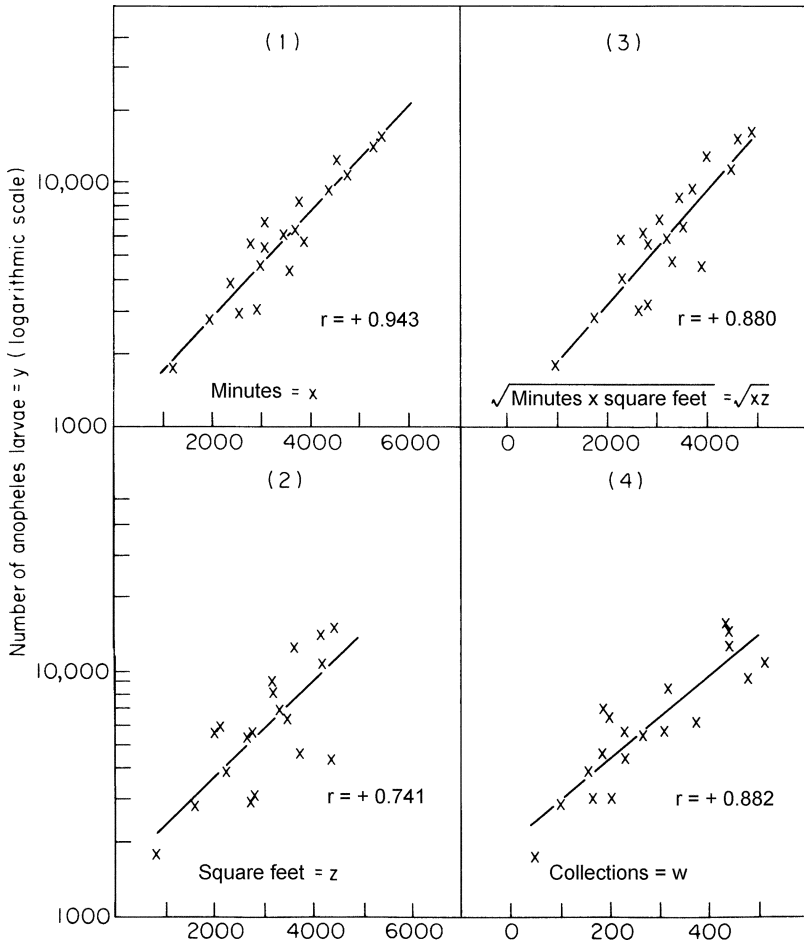 Number of anopheles larvae = y (logarithmic scale)
(1)
10,000
1000
r = + 0.943
Minutes = x
2000 4000 6000
(3)
r = + 0.880
√Minutes x square feet = √xz
0 2000 4000
(2)
10,000
1000
r = + 0.741
Square feet = z
0 2000 4000
(4)
r = + 0.882
Collections = w
0 200 400